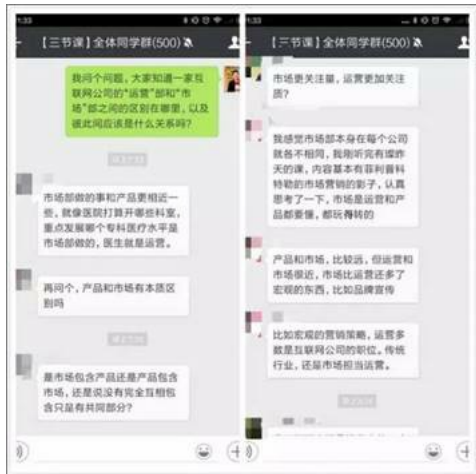 1:33
【三节课】全体同学群(500)
我问个问题，大家知道一家互
联网公司的“运营”部和“市
场”部之间的区别在哪里，以及
彼此间应该是什么关系吗？
市场部做的事和产品更相近一
些，就像医院打算开哪些科室，
重点发展哪个专科医疗水平是
市场部做的，医生就是运营。
再问个，产品和市场有本质区
别吗
是市场包含产品还是产品包含
市场，还是说没有完全互相包
含只是有共同部分？
:33
【三节课】全体同学群(500)
市场更关注量，运营更加关注
质？
我感觉市场部本身在每个公司
就各不相同，我刚听完有璨昨
天的课，内容基本有菲利普科
特勒的市场营销的影子，认真
思考了一下，市场是运营和产
品都要懂，都玩得转的
产品和市场，比较远，但运营和
市场很近，市场比运营还多了
宏观的东西，比如品牌宣传
比如宏观的营销策略，运营多
数是互联网公司的职位。传统
行业，还是市场担当运营。